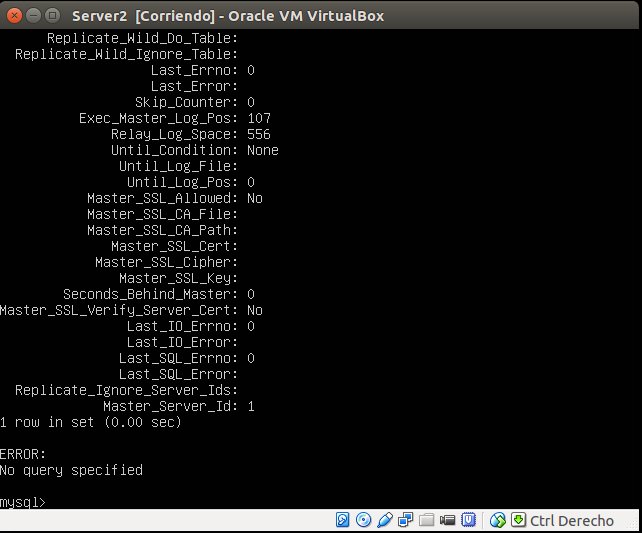 Server2 [Corriendo] - Oracle VM VirtualBox
Replicate_Wild_Do_Table:
Replicate_Wild_Ignore_Table:
Last_Errno: 0
Last_Error:
Skip_Counter: 0
Exec_Master_Log_Pos: 107
Relay_Log_Space: 556
Until_Condition: None
Until_Log_File:
Until_Log_Pos: 0
Master_SSL_Allowed: No
Master_SSL_CA_File:
Master_SSL_CA_Path:
Master_SSL_Cert:
Master_SSL_Cipher:
Master_SSL_Key:
Seconds_Behind_Master: 0
Master_SSL_Verify_Server_Cert: No
Last_IO_Errno: 0
Last_IO_Error:
Last_SQL_Errno: 0
Last_SQL_Error:
Replicate_Ignore_Server_Ids:
Master_Server_Id: 1
1 row in set (0.00 sec)
ERROR:
No query specified
mysql>
Ctrl Derecho